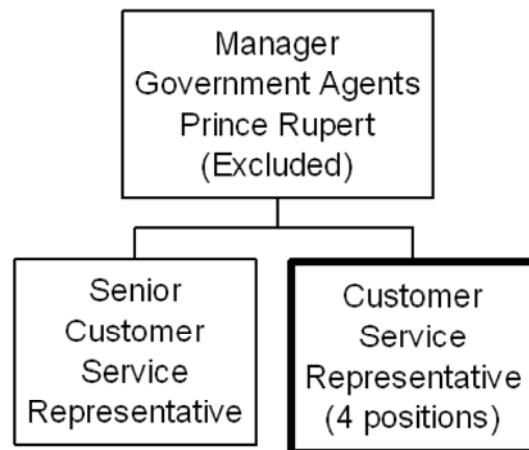 Manager
Government Agents
Prince Rupert
(Excluded)
Senior
Customer
Service
Representative
Customer
Service
Representative
(4 positions)